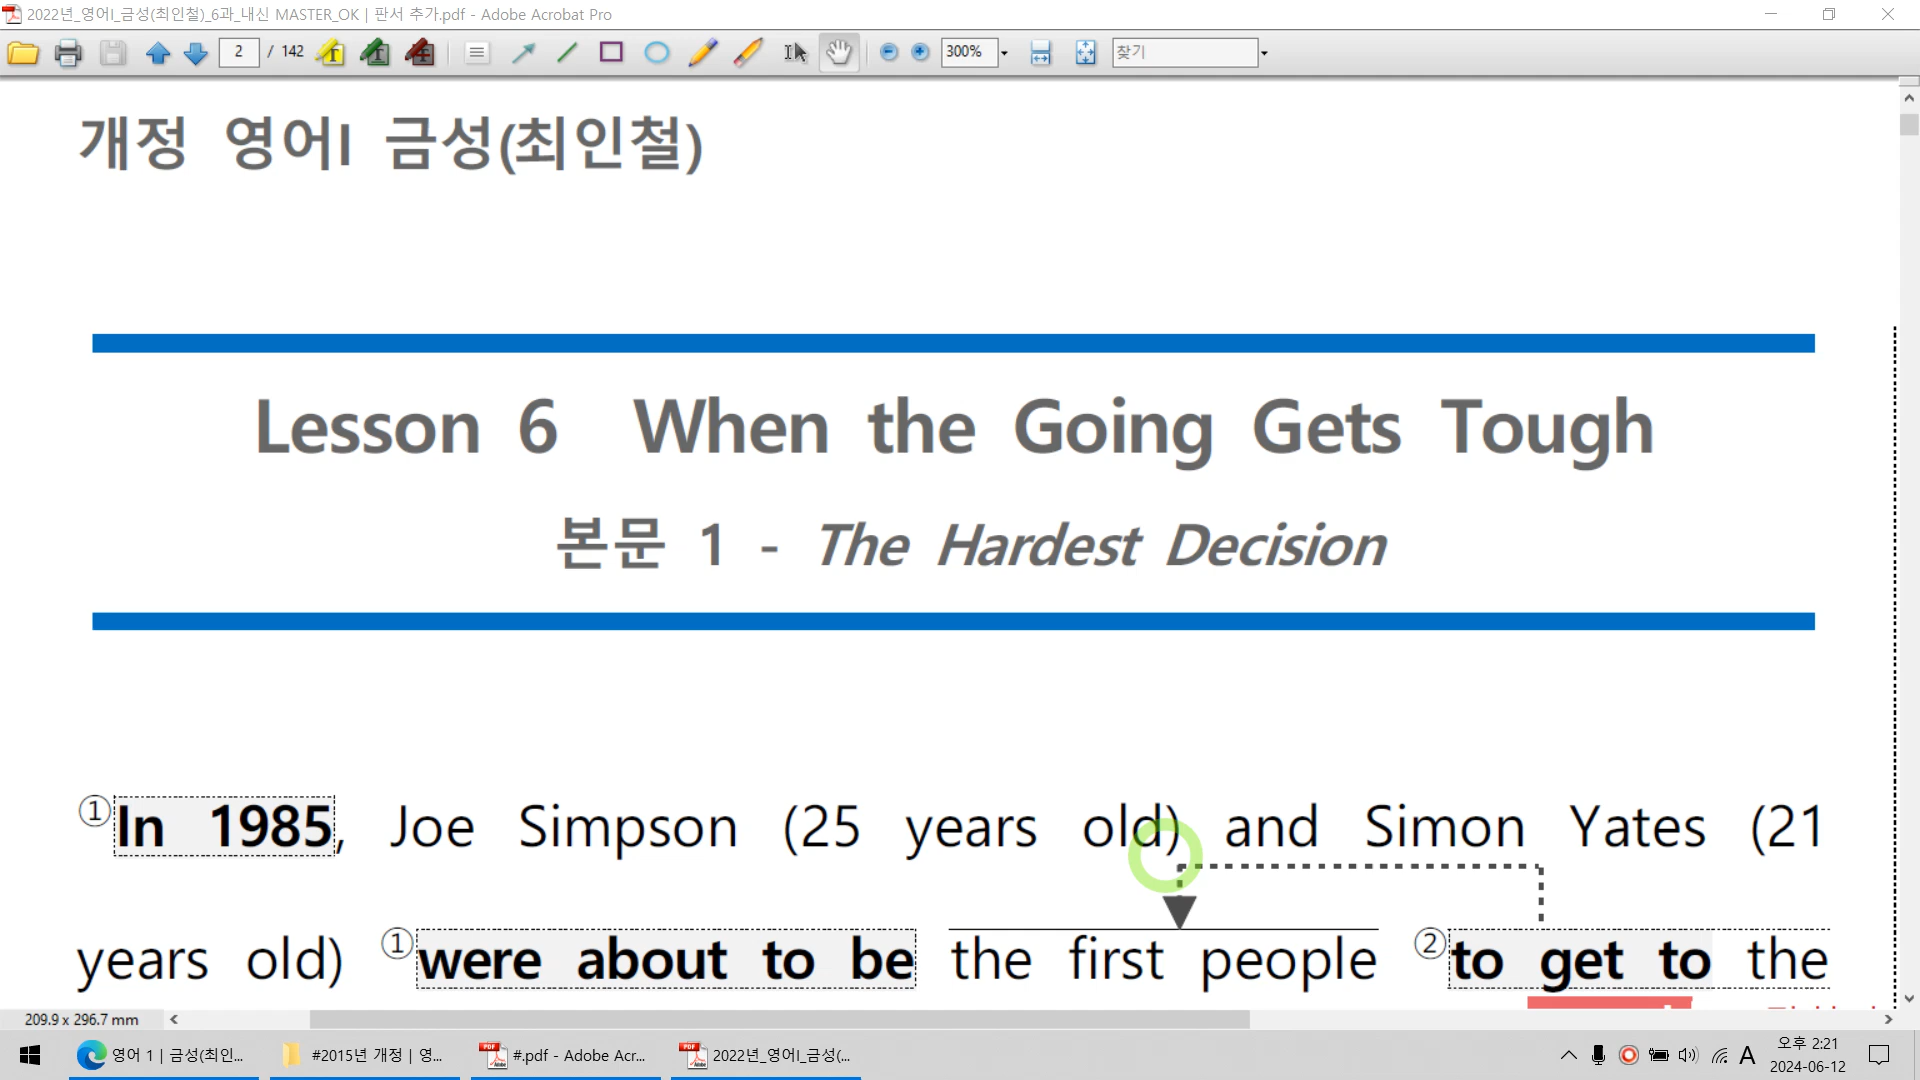 2022년_영어I_금성(최인철)_6과_내신 MASTER_OK | 판서 추가.pdf - Adobe Acrobat Pro
2 / 142 300% 찾기
개정 영어I 금성(최인철)
Lesson 6 When the Going Gets Tough
본문 1 - The Hardest Decision
①In 1985, Joe Simpson (25 years old) and Simon Yates (21
years old) ①were about to be the first people ②to get to the
209.9 x 296.7 mm
영어 1 | 금성(최인... #2015년 개정 | 영... #.pdf - Adobe Acr... 2022년_영어I_금성(... A 오후 2:21
2024-06-12